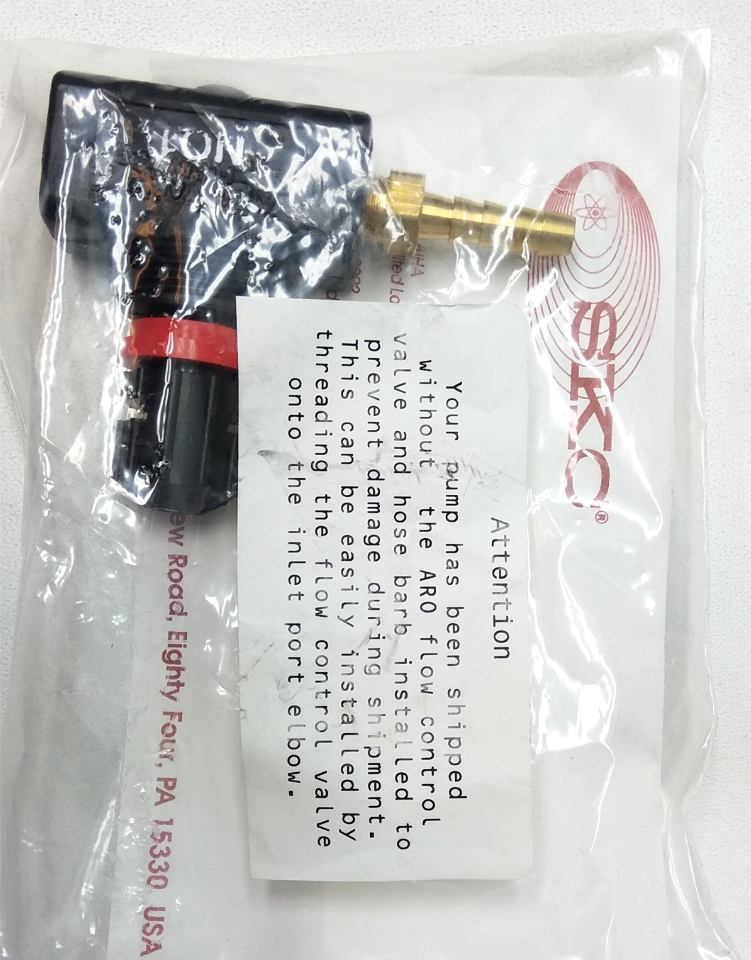 SKC®
Attention
Your pump has been shipped
without the ARO flow control
valve and hose barb installed to
prevent damage during shipment.
This can be easily installed by
threading the flow control valve
onto the inlet port elbow.
AIHA
Road, Eighty Four, PA 15330 USA